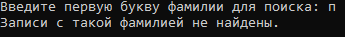 Введите первую букву фамилии для поиска: п
Записи с такой фамилией не найдены.